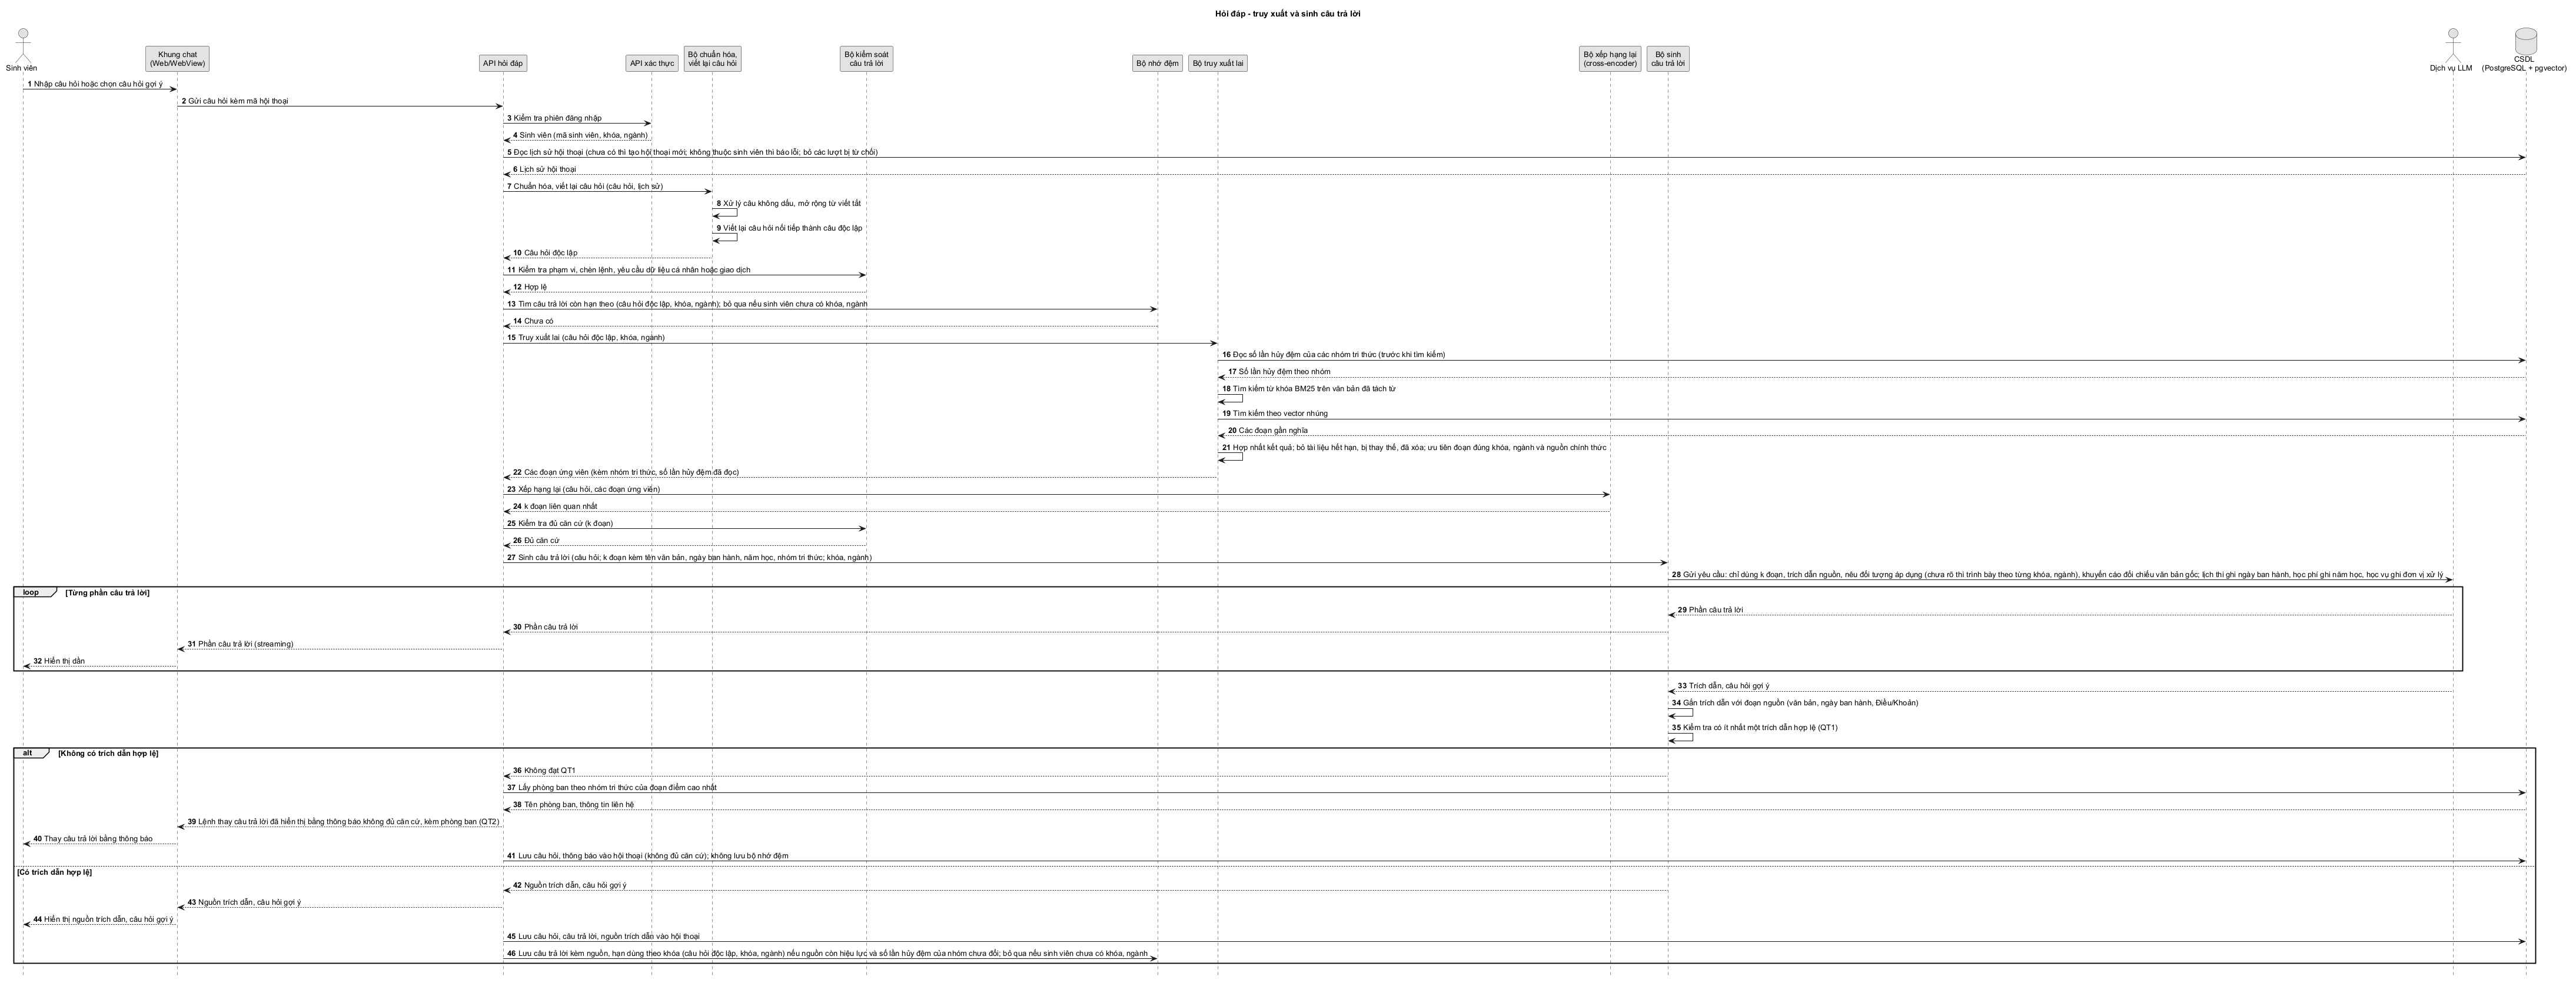 Hỏi đáp - truy xuất và sinh câu trả lời
Sinh viên
Khung chat
(Web/WebView)
API hỏi đáp
API xác thực
Bộ chuẩn hóa,
viết lại câu hỏi
Bộ kiểm soát
câu trả lời
Bộ nhớ đệm
Bộ truy xuất lai
Bộ xếp hạng lại
(cross-encoder)
Bộ sinh
câu trả lời
Dịch vụ LLM
CSDL
(PostgreSQL + pgvector)
1 Nhập câu hỏi hoặc chọn câu hỏi gợi ý
2 Gửi câu hỏi kèm mã hội thoại
3 Kiểm tra phiên đăng nhập
4 Sinh viên (mã sinh viên, khóa, ngành)
5 Đọc lịch sử hội thoại (chưa có thì tạo hội thoại mới; không thuộc sinh viên thì báo lỗi; bỏ các lượt bị từ chối)
6 Lịch sử hội thoại
7 Chuẩn hóa, viết lại câu hỏi (câu hỏi, lịch sử)
8 Xử lý câu không dấu, mở rộng từ viết tắt
9 Viết lại câu hỏi nối tiếp thành câu độc lập
10 Câu hỏi độc lập
11 Kiểm tra phạm vi, chèn lệnh, yêu cầu dữ liệu cá nhân hoặc giao dịch
12 Hợp lệ
13 Tìm câu trả lời còn hạn theo (câu hỏi độc lập, khóa, ngành); bỏ qua nếu sinh viên chưa có khóa, ngành
14 Chưa có
15 Truy xuất lai (câu hỏi độc lập, khóa, ngành)
16 Đọc số lần hủy đệm của các nhóm tri thức (trước khi tìm kiếm)
17 Số lần hủy đệm theo nhóm
18 Tìm kiếm từ khóa BM25 trên văn bản đã tách từ
19 Tìm kiếm theo vector nhúng
20 Các đoạn gần nghĩa
21 Hợp nhất kết quả; bỏ tài liệu hết hạn, bị thay thế, đã xóa; ưu tiên đoạn đúng khóa, ngành và nguồn chính thức
22 Các đoạn ứng viên (kèm nhóm tri thức, số lần hủy đệm đã đọc)
23 Xếp hạng lại (câu hỏi, các đoạn ứng viên)
24 k đoạn liên quan nhất
25 Kiểm tra đủ căn cứ (k đoạn)
26 Đủ căn cứ
27 Sinh câu trả lời (câu hỏi; k đoạn kèm tên văn bản, ngày ban hành, năm học, nhóm tri thức; khóa, ngành)
28 Gửi yêu cầu: chỉ dùng k đoạn, trích dẫn nguồn, nêu đối tượng áp dụng (chưa rõ thì trình bày theo từng khóa, ngành), khuyến cáo đối chiếu văn bản gốc; lịch thi ghi ngày ban hành, học phí ghi năm học, học vụ ghi đơn vị xử lý
loop [Từng phần câu trả lời]
29 Phần câu trả lời
30 Phần câu trả lời
31 Phần câu trả lời (streaming)
32 Hiển thị dần
33 Trích dẫn, câu hỏi gợi ý
34 Gắn trích dẫn với đoạn nguồn (văn bản, ngày ban hành, Điều/Khoản)
35 Kiểm tra có ít nhất một trích dẫn hợp lệ (QT1)
alt [Không có trích dẫn hợp lệ]
36 Không đạt QT1
37 Lấy phòng ban theo nhóm tri thức của đoạn điểm cao nhất
38 Tên phòng ban, thông tin liên hệ
39 Lệnh thay câu trả lời đã hiển thị bằng thông báo không đủ căn cứ, kèm phòng ban (QT2)
40 Thay câu trả lời bằng thông báo
41 Lưu câu hỏi, thông báo vào hội thoại (không đủ căn cứ); không lưu bộ nhớ đệm
[Có trích dẫn hợp lệ]
42 Nguồn trích dẫn, câu hỏi gợi ý
43 Nguồn trích dẫn, câu hỏi gợi ý
44 Hiển thị nguồn trích dẫn, câu hỏi gợi ý
45 Lưu câu hỏi, câu trả lời, nguồn trích dẫn vào hội thoại
46 Lưu câu trả lời kèm nguồn, hạn dùng theo khóa (câu hỏi độc lập, khóa, ngành) nếu nguồn còn hiệu lực và số lần hủy đệm của nhóm chưa đổi; bỏ qua nếu sinh viên chưa có khóa, ngành